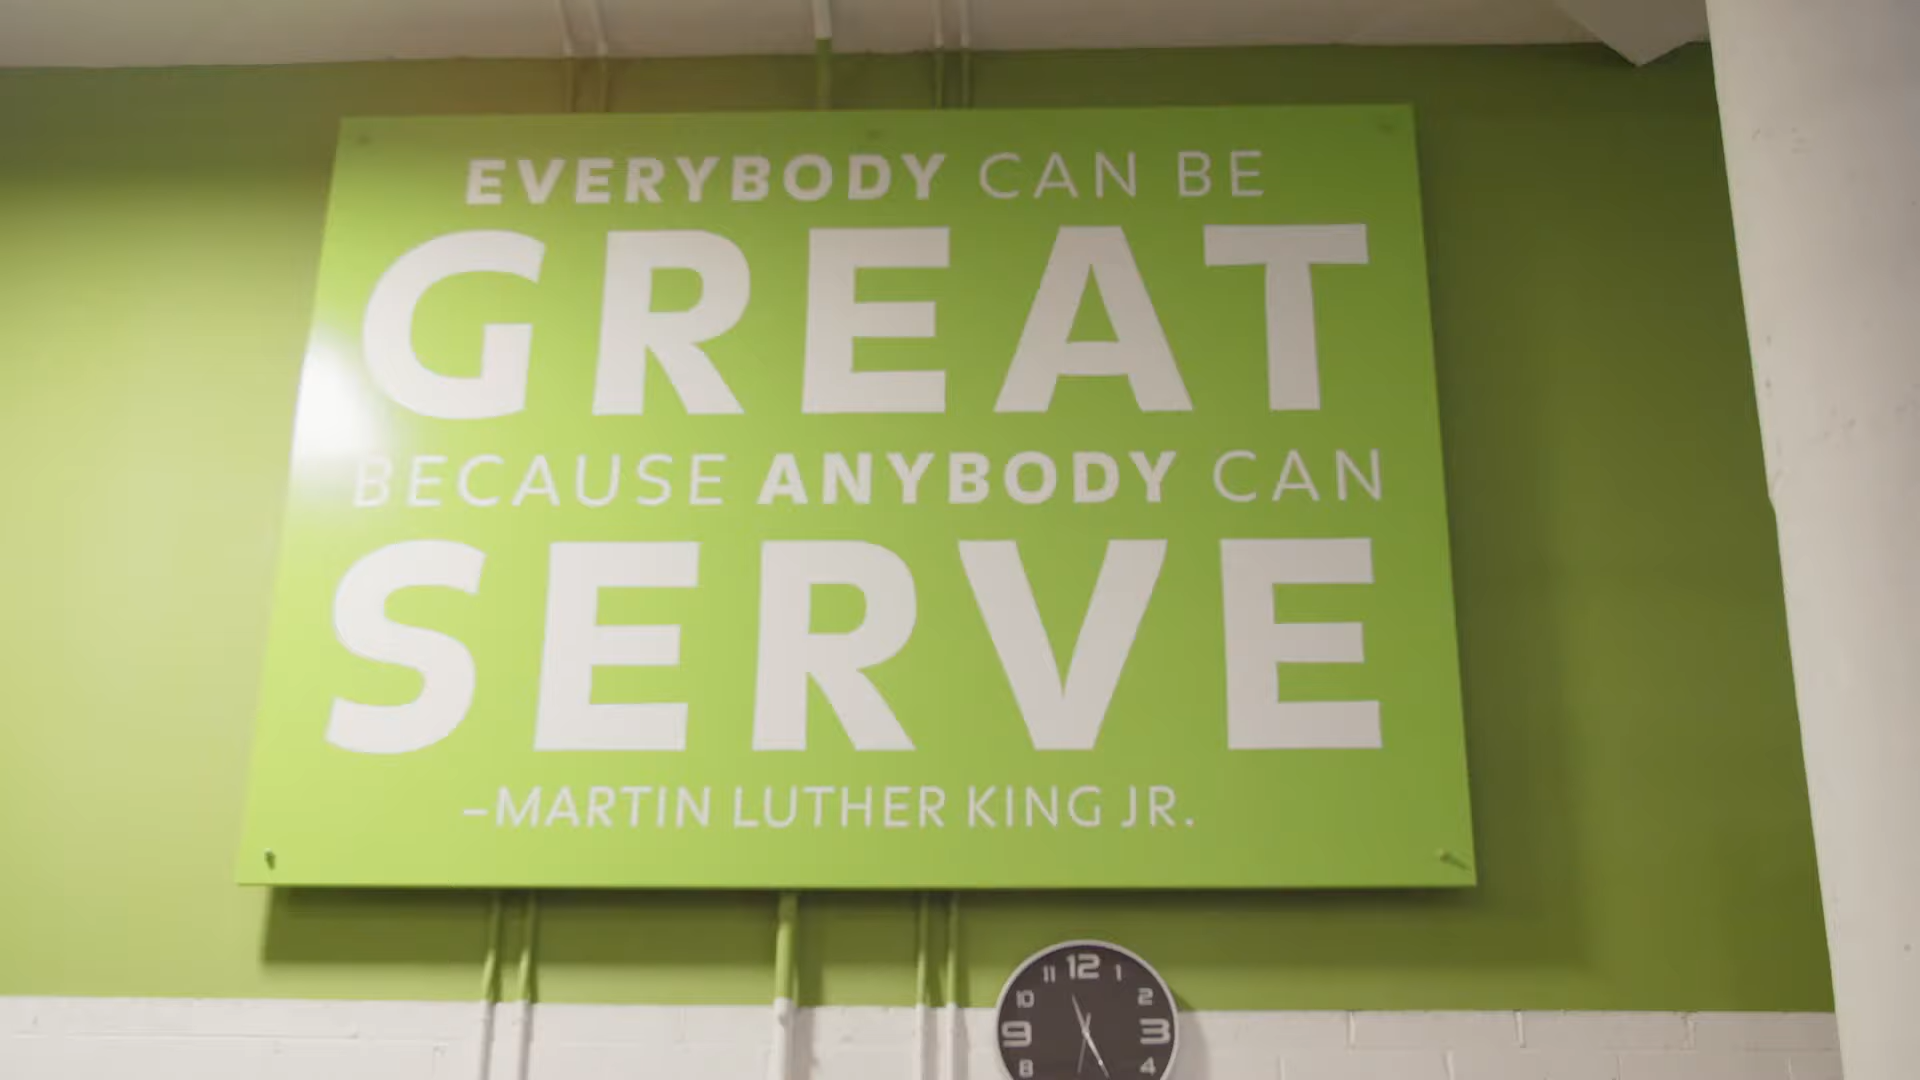 EVERYBODY CAN BE
GREAT
BECAUSE ANYBODY CAN
SERVE
–MARTIN LUTHER KING JR.
11 12 1
10 2
9 3
8 4